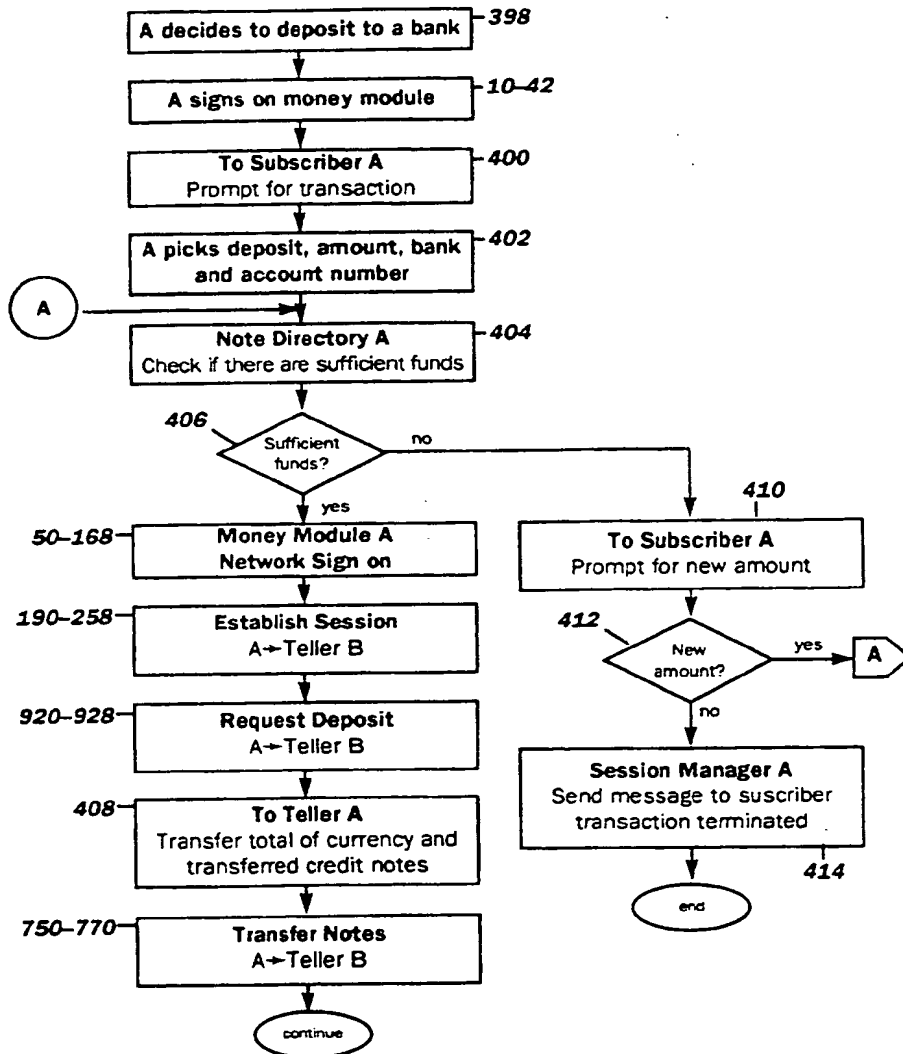 A decides to deposit to a bank
398
A signs on money module
10-42
To Subscriber A
Prompt for transaction
400
A picks deposit, amount, bank
and account number
402
A
Note Directory A
Check if there are sufficient funds
404
406
Sufficient
funds?
no
yes
50-168
Money Module A
Network Sign on
190-258
Establish Session
A→Teller B
920-928
Request Deposit
A→Teller B
408
To Teller A
Transfer total of currency and
transferred credit notes
750-770
Transfer Notes
A→Teller B
continue
410
To Subscriber A
Prompt for new amount
412
New
amount?
yes
A
no
Session Manager A
Send message to suscriber
transaction terminated
414
end